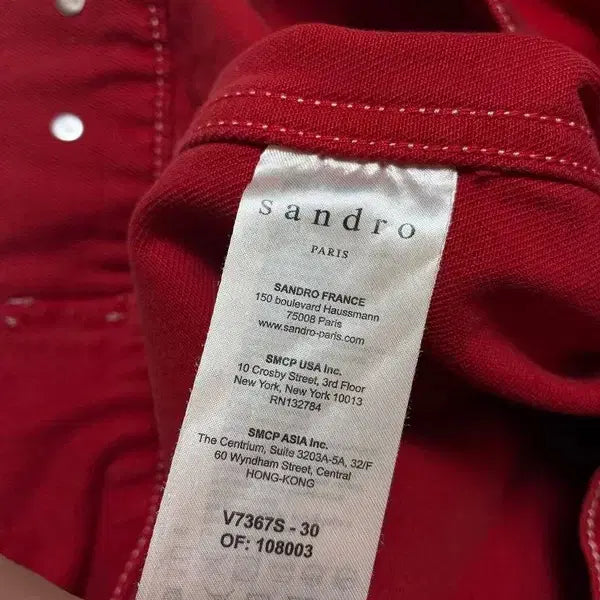 sandro
PARIS
SANDRO FRANCE
150 boulevard Haussmann
75008 Paris
www.sandro-paris.com
SMCP USA Inc.
10 Crosby Street, 3rd Floor
New York, New York 10013
RN132784
SMCP ASIA Inc.
The Centrium, Suite 3203A-5A, 32/F
60 Wyndham Street, Central
HONG-KONG
V7367S - 30
OF: 108003